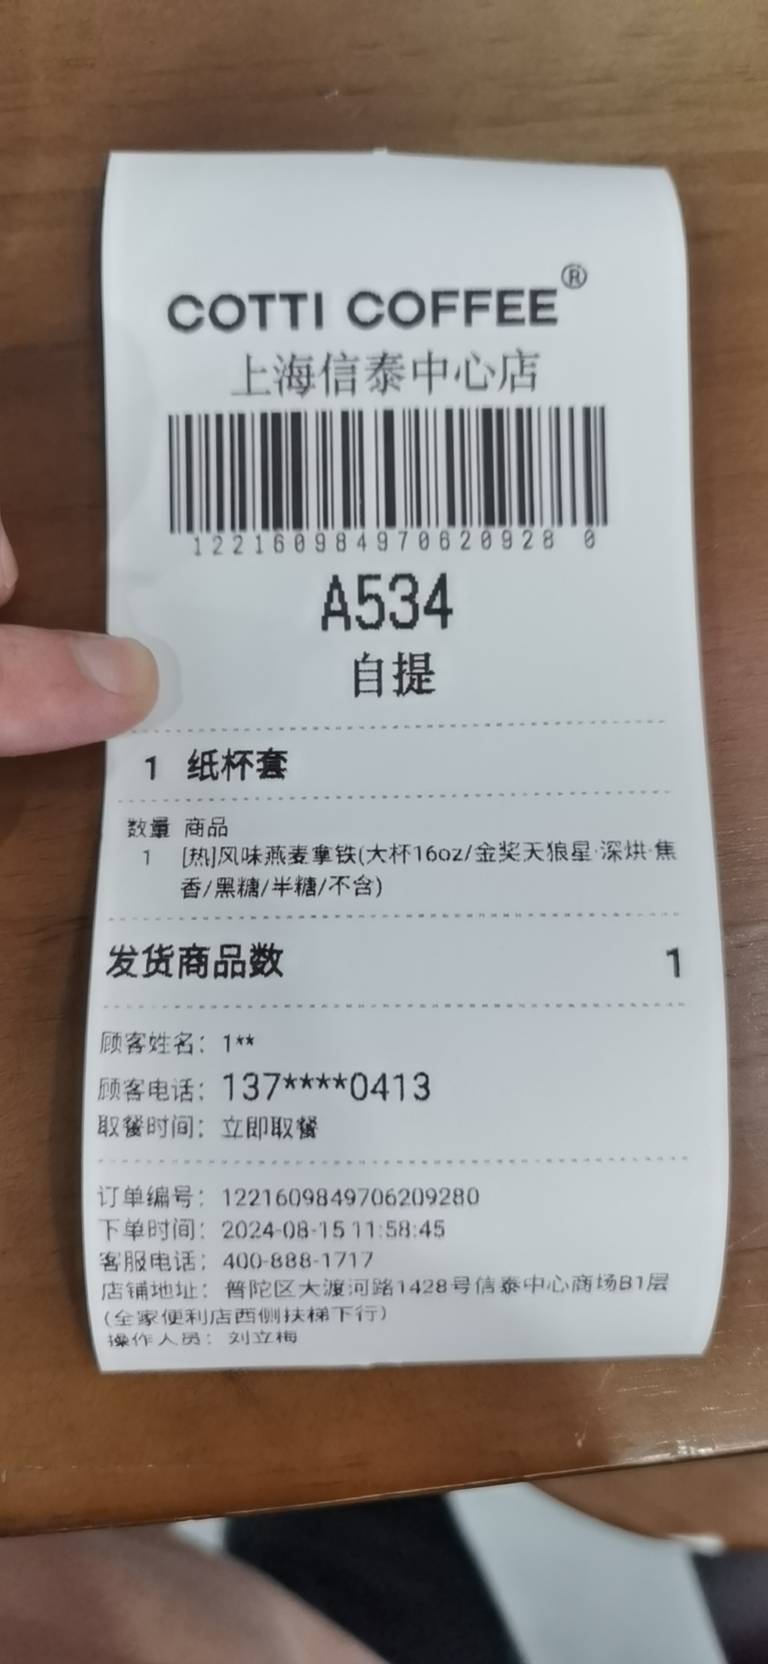 COTTI COFFEE®
上海信泰中心店
122160984970620928 0
A534
自提
1 纸杯套
数量 商品
1 [热]风味燕麦拿铁(大杯16oz/金奖天狼星·深烘·焦
香/黑糖/半糖/不含)
发货商品数 1
顾客姓名：1**
顾客电话：137****0413
取餐时间：立即取餐
订单编号：1221609849706209280
下单时间：2024-08-15 11:58:45
客服电话：400-888-1717
店铺地址：普陀区大渡河路1428号信泰中心商场B1层
(全家便利店西侧扶梯下行)
操作人员：刘立梅